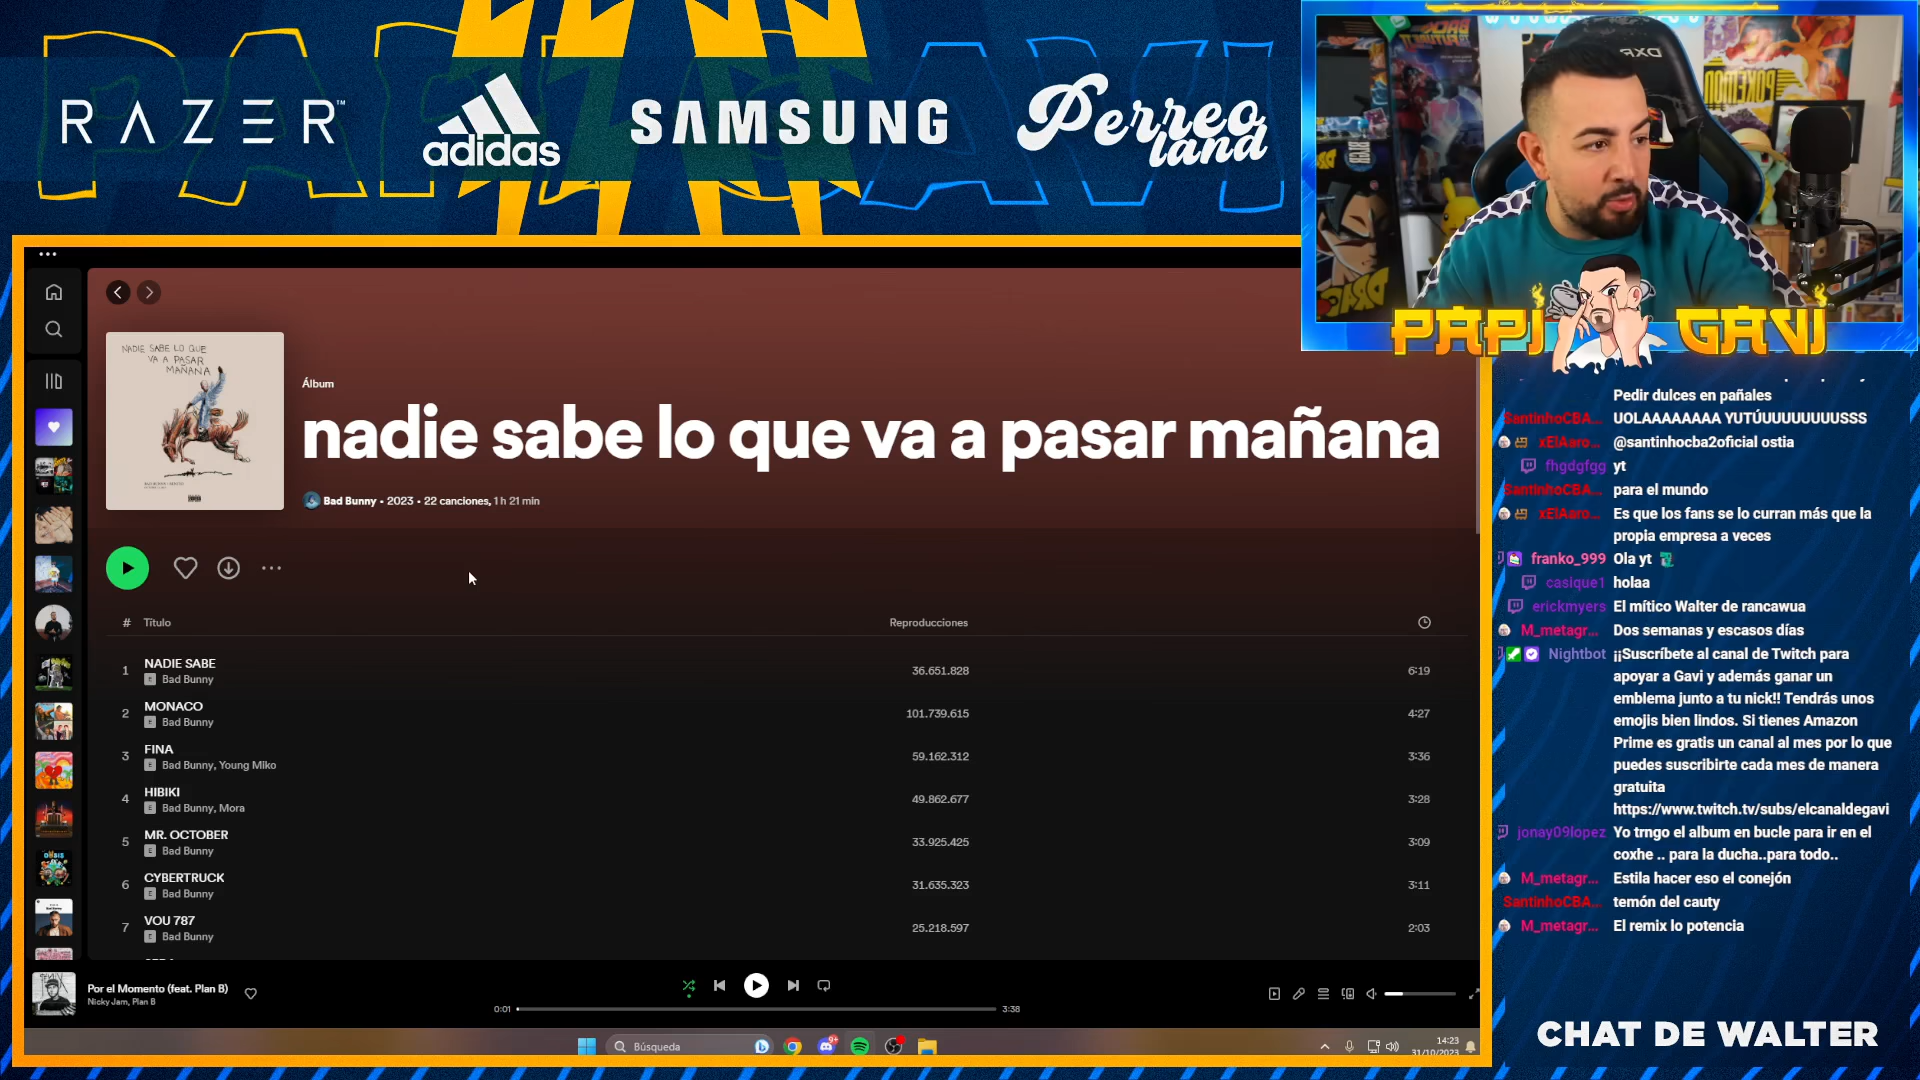 RAZER™
adidas
SAMSUNG
Perreo
land
DXR
POKEMON
PAPI GAVI
Álbum
NADIE SABE LO QUE
VA A PASAR
MAÑANA
nadie sabe lo que va a pasar mañana
Bad Bunny • 2023 • 22 canciones, 1 h 21 min
# Título Reproducciones
1 NADIE SABE 36.651.828 6:19
E Bad Bunny
2 MONACO 101.739.615 4:27
E Bad Bunny
3 FINA 59.162.312 3:36
E Bad Bunny, Young Miko
4 HIBIKI 49.862.677 3:28
E Bad Bunny, Mora
5 MR. OCTOBER 33.925.425 3:09
E Bad Bunny
6 CYBERTRUCK 31.635.323 3:11
E Bad Bunny
7 VOU 787 25.218.597 2:03
E Bad Bunny
Por el Momento (feat. Plan B)
Nicky Jam, Plan B
0:01 3:38
Búsqueda
14:23
31/10/2023
Pedir dulces en pañales
SantinhoCBA... UOLAAAAAAAA YUTÚUUUUUUUUSSS
xElAaro... @santinhocba2oficial ostia
fhgdgfgg yt
SantinhoCBA... para el mundo
xElAaro... Es que los fans se lo curran más que la
propia empresa a veces
franko_999 Ola yt
casique1 holaa
erickmyers El mítico Walter de rancawua
M_metagr... Dos semanas y escasos días
Nightbot ¡¡Suscríbete al canal de Twitch para
apoyar a Gavi y además ganar un
emblema junto a tu nick!! Tendrás unos
emojis bien lindos. Si tienes Amazon
Prime es gratis un canal al mes por lo que
puedes suscribirte cada mes de manera
gratuita
https://www.twitch.tv/subs/elcanaldegavi
jonay09lopez Yo trngo el album en bucle para ir en el
coxhe .. para la ducha..para todo..
M_metagr... Estila hacer eso el conejón
SantinhoCBA... temón del cauty
M_metagr... El remix lo potencia
CHAT DE WALTER